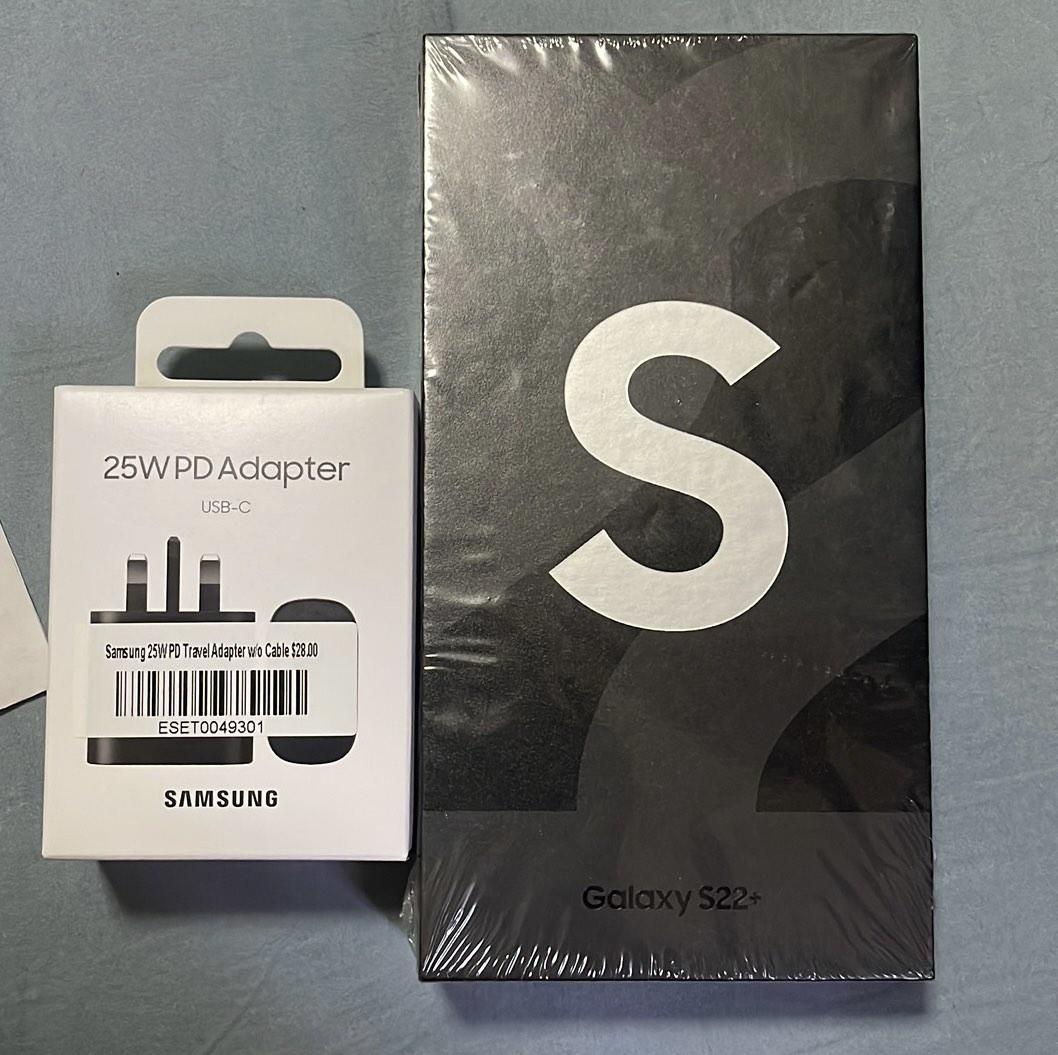 25W PD Adapter
USB-C
Samsung 25W PD Travel Adapter w/o Cable $28.00
ESET0049301
SAMSUNG
S
Galaxy S22+